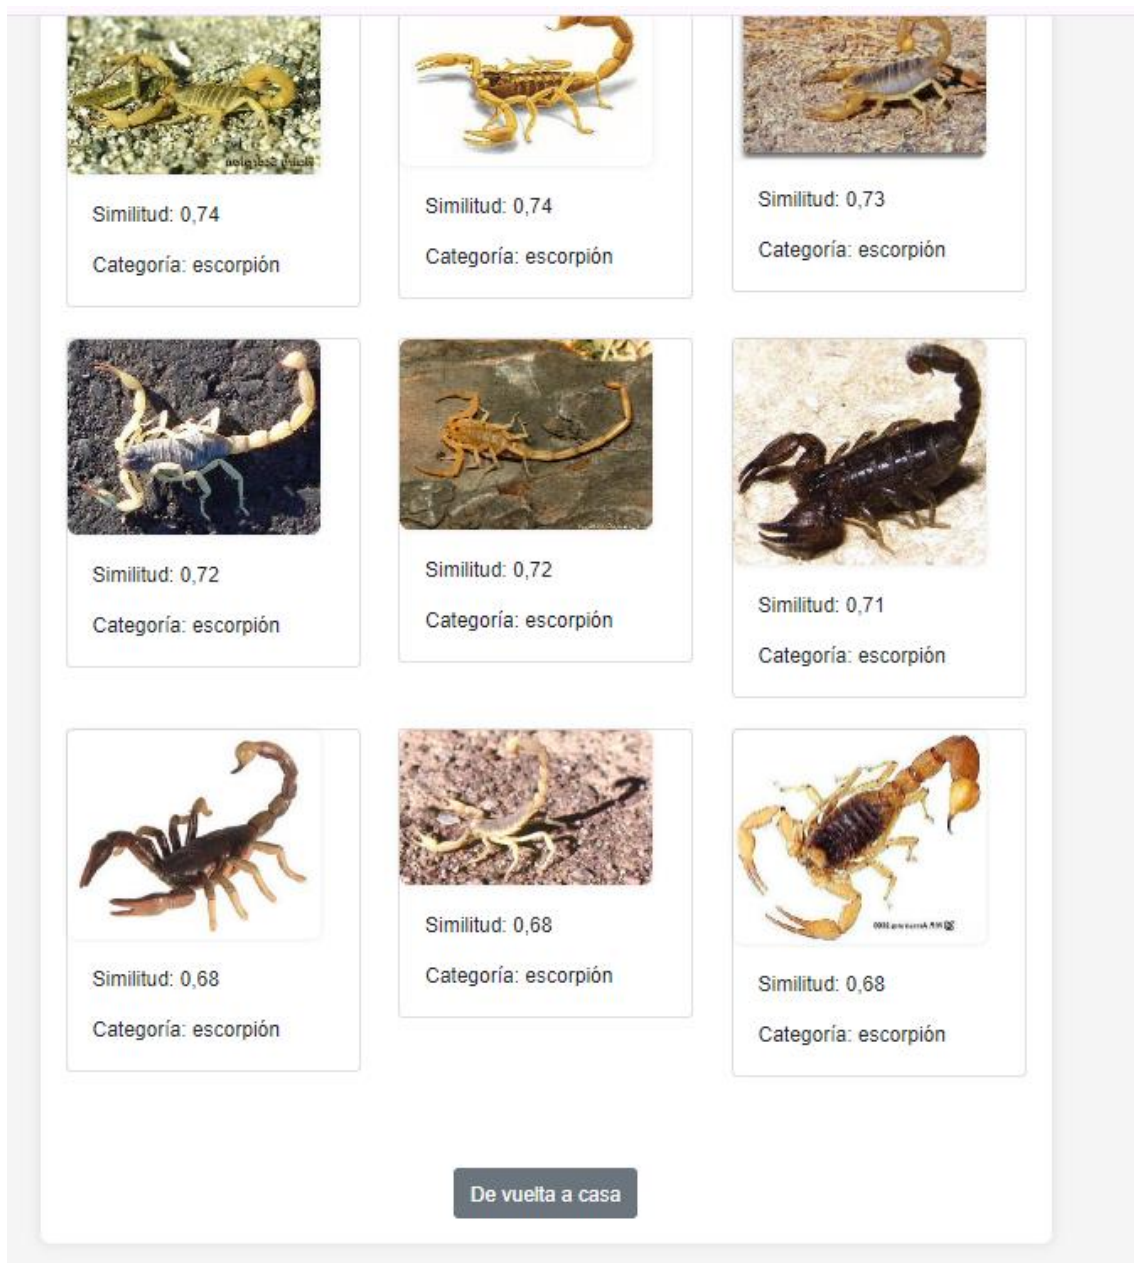 Similitud: 0,74
Categoría: escorpión
Similitud: 0,74
Categoría: escorpión
Similitud: 0,73
Categoría: escorpión
Similitud: 0,72
Categoría: escorpión
Similitud: 0,72
Categoría: escorpión
Similitud: 0,71
Categoría: escorpión
Similitud: 0,68
Categoría: escorpión
Similitud: 0,68
Categoría: escorpión
Similitud: 0,68
Categoría: escorpión
De vuelta a casa